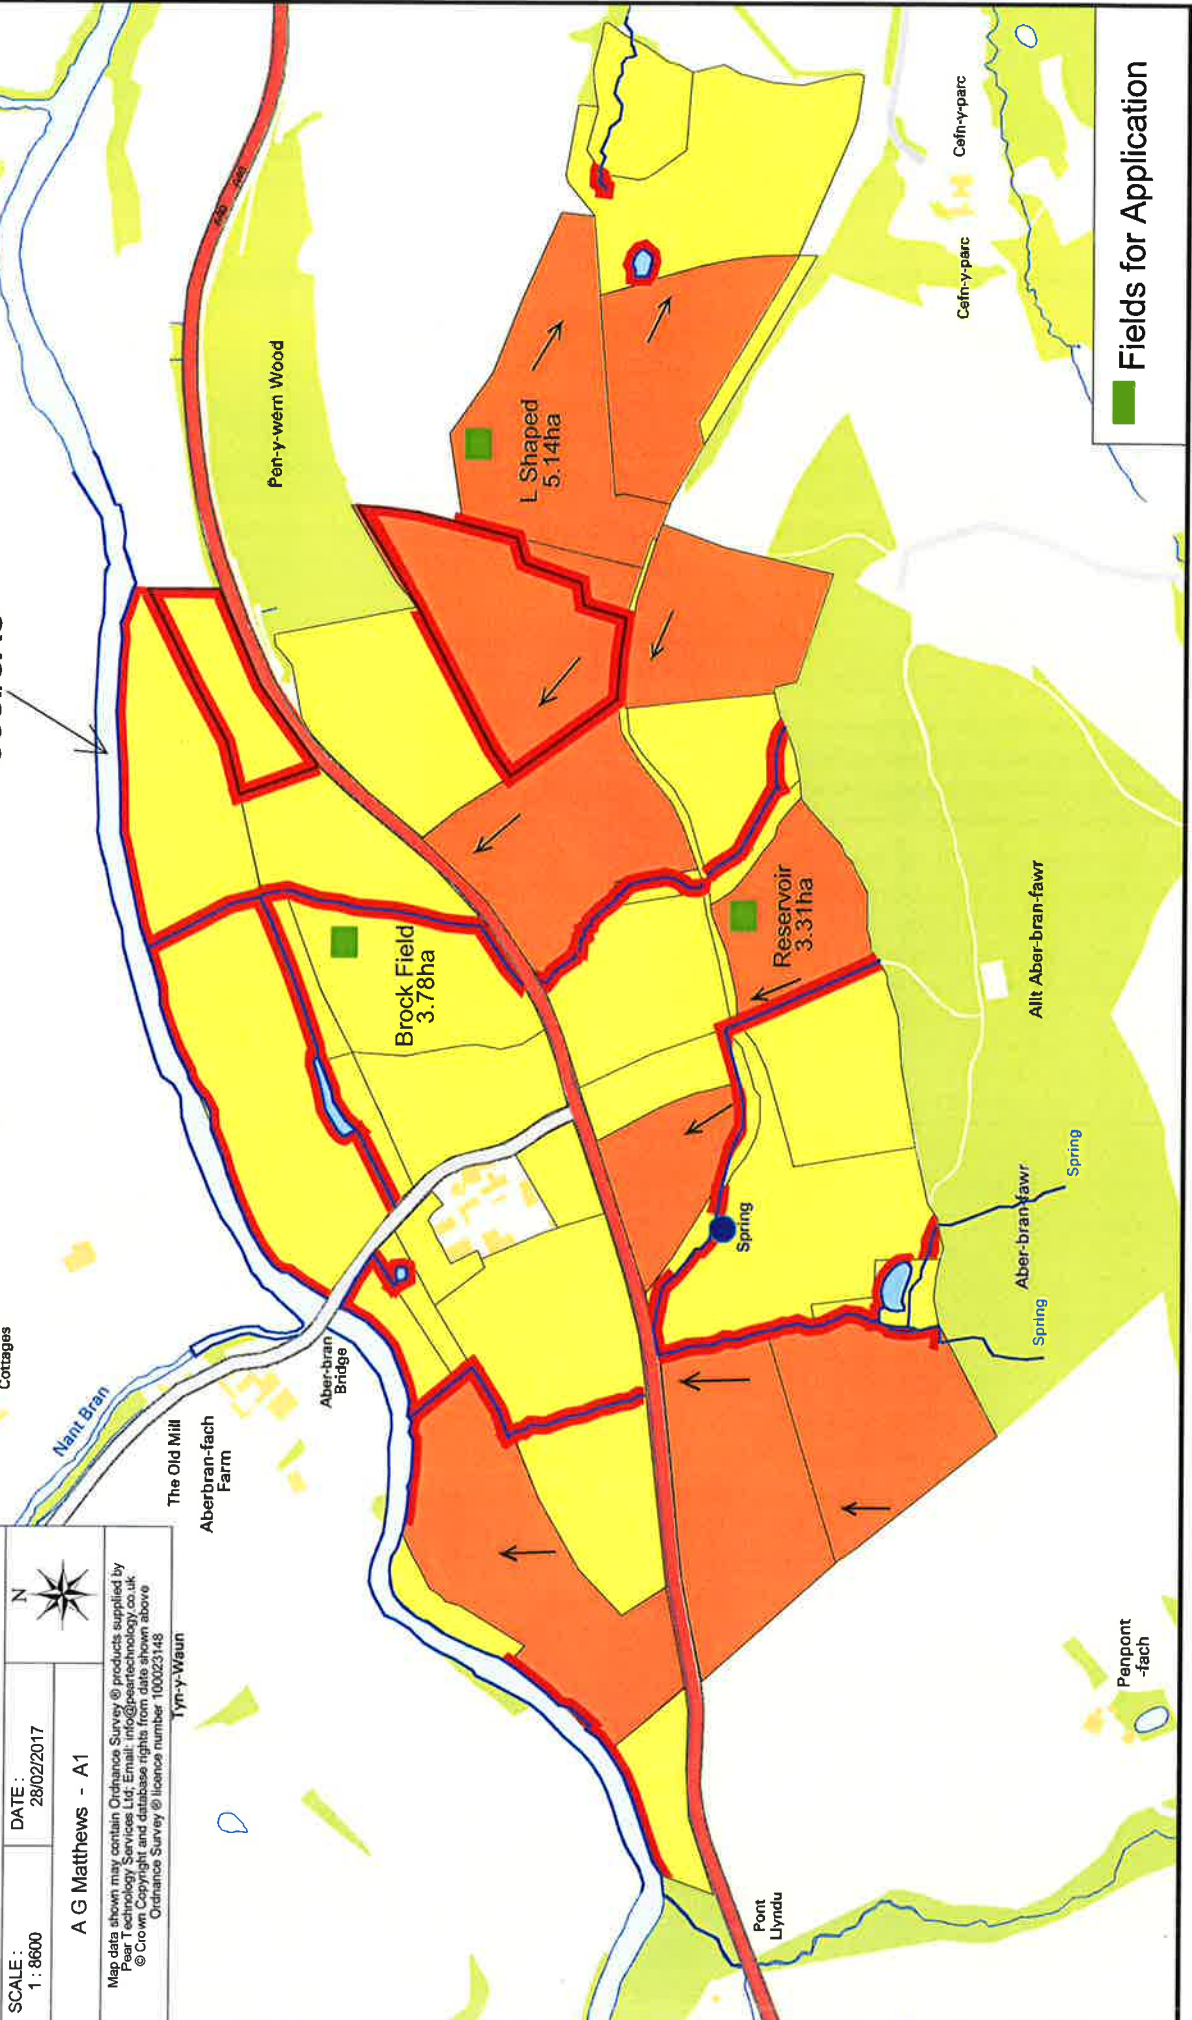 SCALE :
1 : 8600
DATE :
28/02/2017
N
A G Matthews - A1
Map data shown may contain Ordnance Survey ® products supplied by
Pear Technology Services Ltd; Email: info@peartechnology.co.uk
© Crown Copyright and database rights from date shown above
Ordnance Survey ® licence number 100023148
Tyn-y-Waun
Cottages
Nant Bran
The Old Mill
Aberbran-fach
Farm
Aber-bran
Bridge
A40
A40
Pen-y-wern Wood
Brock Field
3.78ha
L Shaped
5.14ha
Reservoir
3.31ha
Spring
Spring
Spring
Aber-bran-fawr
Allt Aber-bran-fawr
Cefn-y-parc
Cefn-y-parc
Pont
Llyndu
Penpont
-fach
Fields for Application